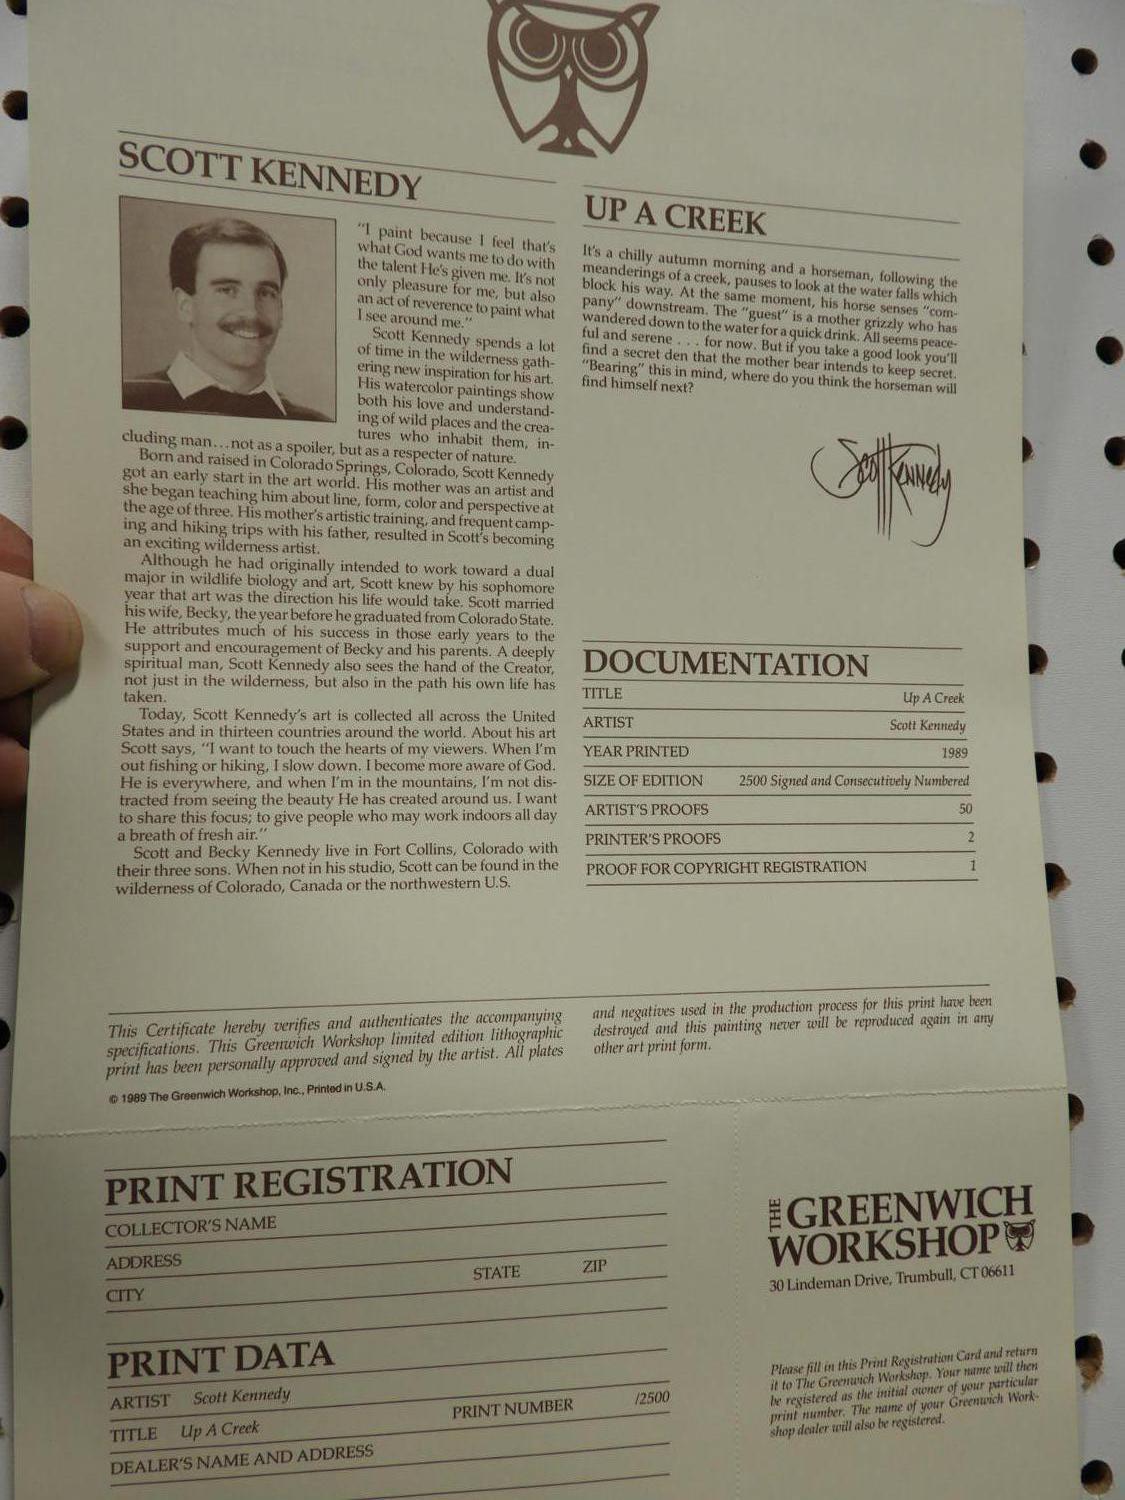 SCOTT KENNEDY
"I paint because I feel that's
what God wants me to do with
the talent He's given me. It's not
only pleasure for me, but also
an act of reverence to paint what
I see around me."
Scott Kennedy spends a lot
of time in the wilderness gath-
ering new inspiration for his art.
His watercolor paintings show
both his love and understand-
ing of wild places and the crea-
tures who inhabit them, in-
cluding man...not as a spoiler, but as a respecter of nature.
Born and raised in Colorado Springs, Colorado, Scott Kennedy
got an early start in the art world. His mother was an artist and
she began teaching him about line, form, color and perspective at
the age of three. His mother's artistic training, and frequent camp-
ing and hiking trips with his father, resulted in Scott's becoming
an exciting wilderness artist.
Although he had originally intended to work toward a dual
major in wildlife biology and art, Scott knew by his sophomore
year that art was the direction his life would take. Scott married
his wife, Becky, the year before he graduated from Colorado State.
He attributes much of his success in those early years to the
support and encouragement of Becky and his parents. A deeply
spiritual man, Scott Kennedy also sees the hand of the Creator,
not just in the wilderness, but also in the path his own life has
taken.
Today, Scott Kennedy's art is collected all across the United
States and in thirteen countries around the world. About his art
Scott says, "I want to touch the hearts of my viewers. When I'm
out fishing or hiking, I slow down. I become more aware of God.
He is everywhere, and when I'm in the mountains, I'm not dis-
tracted from seeing the beauty He has created around us. I want
to share this focus; to give people who may work indoors all day
a breath of fresh air."
Scott and Becky Kennedy live in Fort Collins, Colorado with
their three sons. When not in his studio, Scott can be found in the
wilderness of Colorado, Canada or the northwestern U.S.
UP A CREEK
It's a chilly autumn morning and a horseman, following the
meanderings of a creek, pauses to look at the water falls which
block his way. At the same moment, his horse senses "com-
pany" downstream. The "guest" is a mother grizzly who has
wandered down to the water for a quick drink. All seems peace-
ful and serene . . . for now. But if you take a good look you'll
find a secret den that the mother bear intends to keep secret.
"Bearing" this in mind, where do you think the horseman will
find himself next?
Scott Kennedy
DOCUMENTATION
TITLE Up A Creek
ARTIST Scott Kennedy
YEAR PRINTED 1989
SIZE OF EDITION 2500 Signed and Consecutively Numbered
ARTIST'S PROOFS 50
PRINTER'S PROOFS 2
PROOF FOR COPYRIGHT REGISTRATION 1
This Certificate hereby verifies and authenticates the accompanying
specifications. This Greenwich Workshop limited edition lithographic
print has been personally approved and signed by the artist. All plates
and negatives used in the production process for this print have been
destroyed and this painting never will be reproduced again in any
other art print form.
© 1989 The Greenwich Workshop, Inc., Printed in U.S.A.
PRINT REGISTRATION
COLLECTOR'S NAME
ADDRESS
CITY STATE ZIP
PRINT DATA
ARTIST Scott Kennedy
TITLE Up A Creek PRINT NUMBER /2500
DEALER'S NAME AND ADDRESS
THE GREENWICH
WORKSHOP
30 Lindeman Drive, Trumbull, CT 06611
Please fill in this Print Registration Card and return
it to The Greenwich Workshop. Your name will then
be registered as the initial owner of your particular
print number. The name of your Greenwich Work-
shop dealer will also be registered.